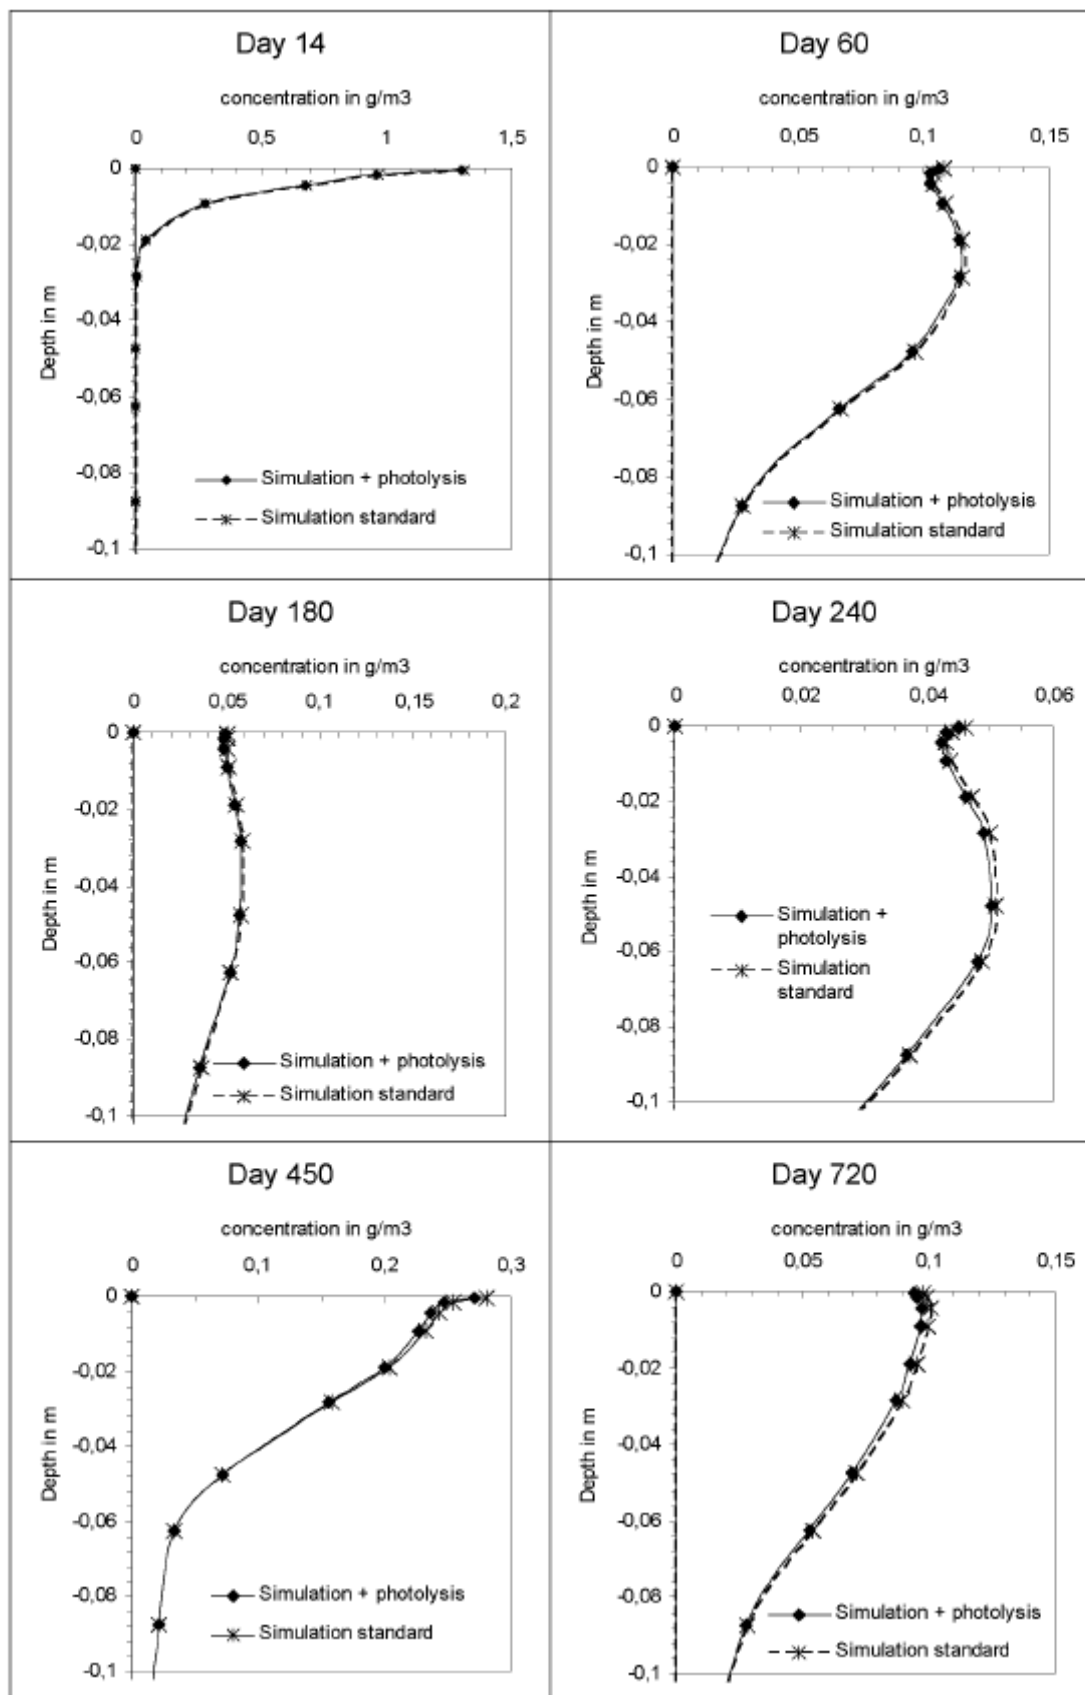 Day 14
concentration in g/m3
0 0,5 1 1,5
0
-0,02
-0,04
-0,06
-0,08
-0,1
Depth in m
Simulation + photolysis
Simulation standard
Day 60
concentration in g/m3
0 0,05 0,1 0,15
0
-0,02
-0,04
-0,06
-0,08
-0,1
Depth in m
Simulation + photolysis
Simulation standard
Day 180
concentration in g/m3
0 0,05 0,1 0,15 0,2
0
-0,02
-0,04
-0,06
-0,08
-0,1
Depth in m
Simulation + photolysis
Simulation standard
Day 240
concentration in g/m3
0 0,02 0,04 0,06
0
-0,02
-0,04
-0,06
-0,08
-0,1
Depth in m
Simulation +
photolysis
Simulation
standard
Day 450
concentration in g/m3
0 0,1 0,2 0,3
0
-0,02
-0,04
-0,06
-0,08
-0,1
Depth in m
Simulation + photolysis
Simulation standard
Day 720
concentration in g/m3
0 0,05 0,1 0,15
0
-0,02
-0,04
-0,06
-0,08
-0,1
Depth in m
Simulation + photolysis
Simulation standard